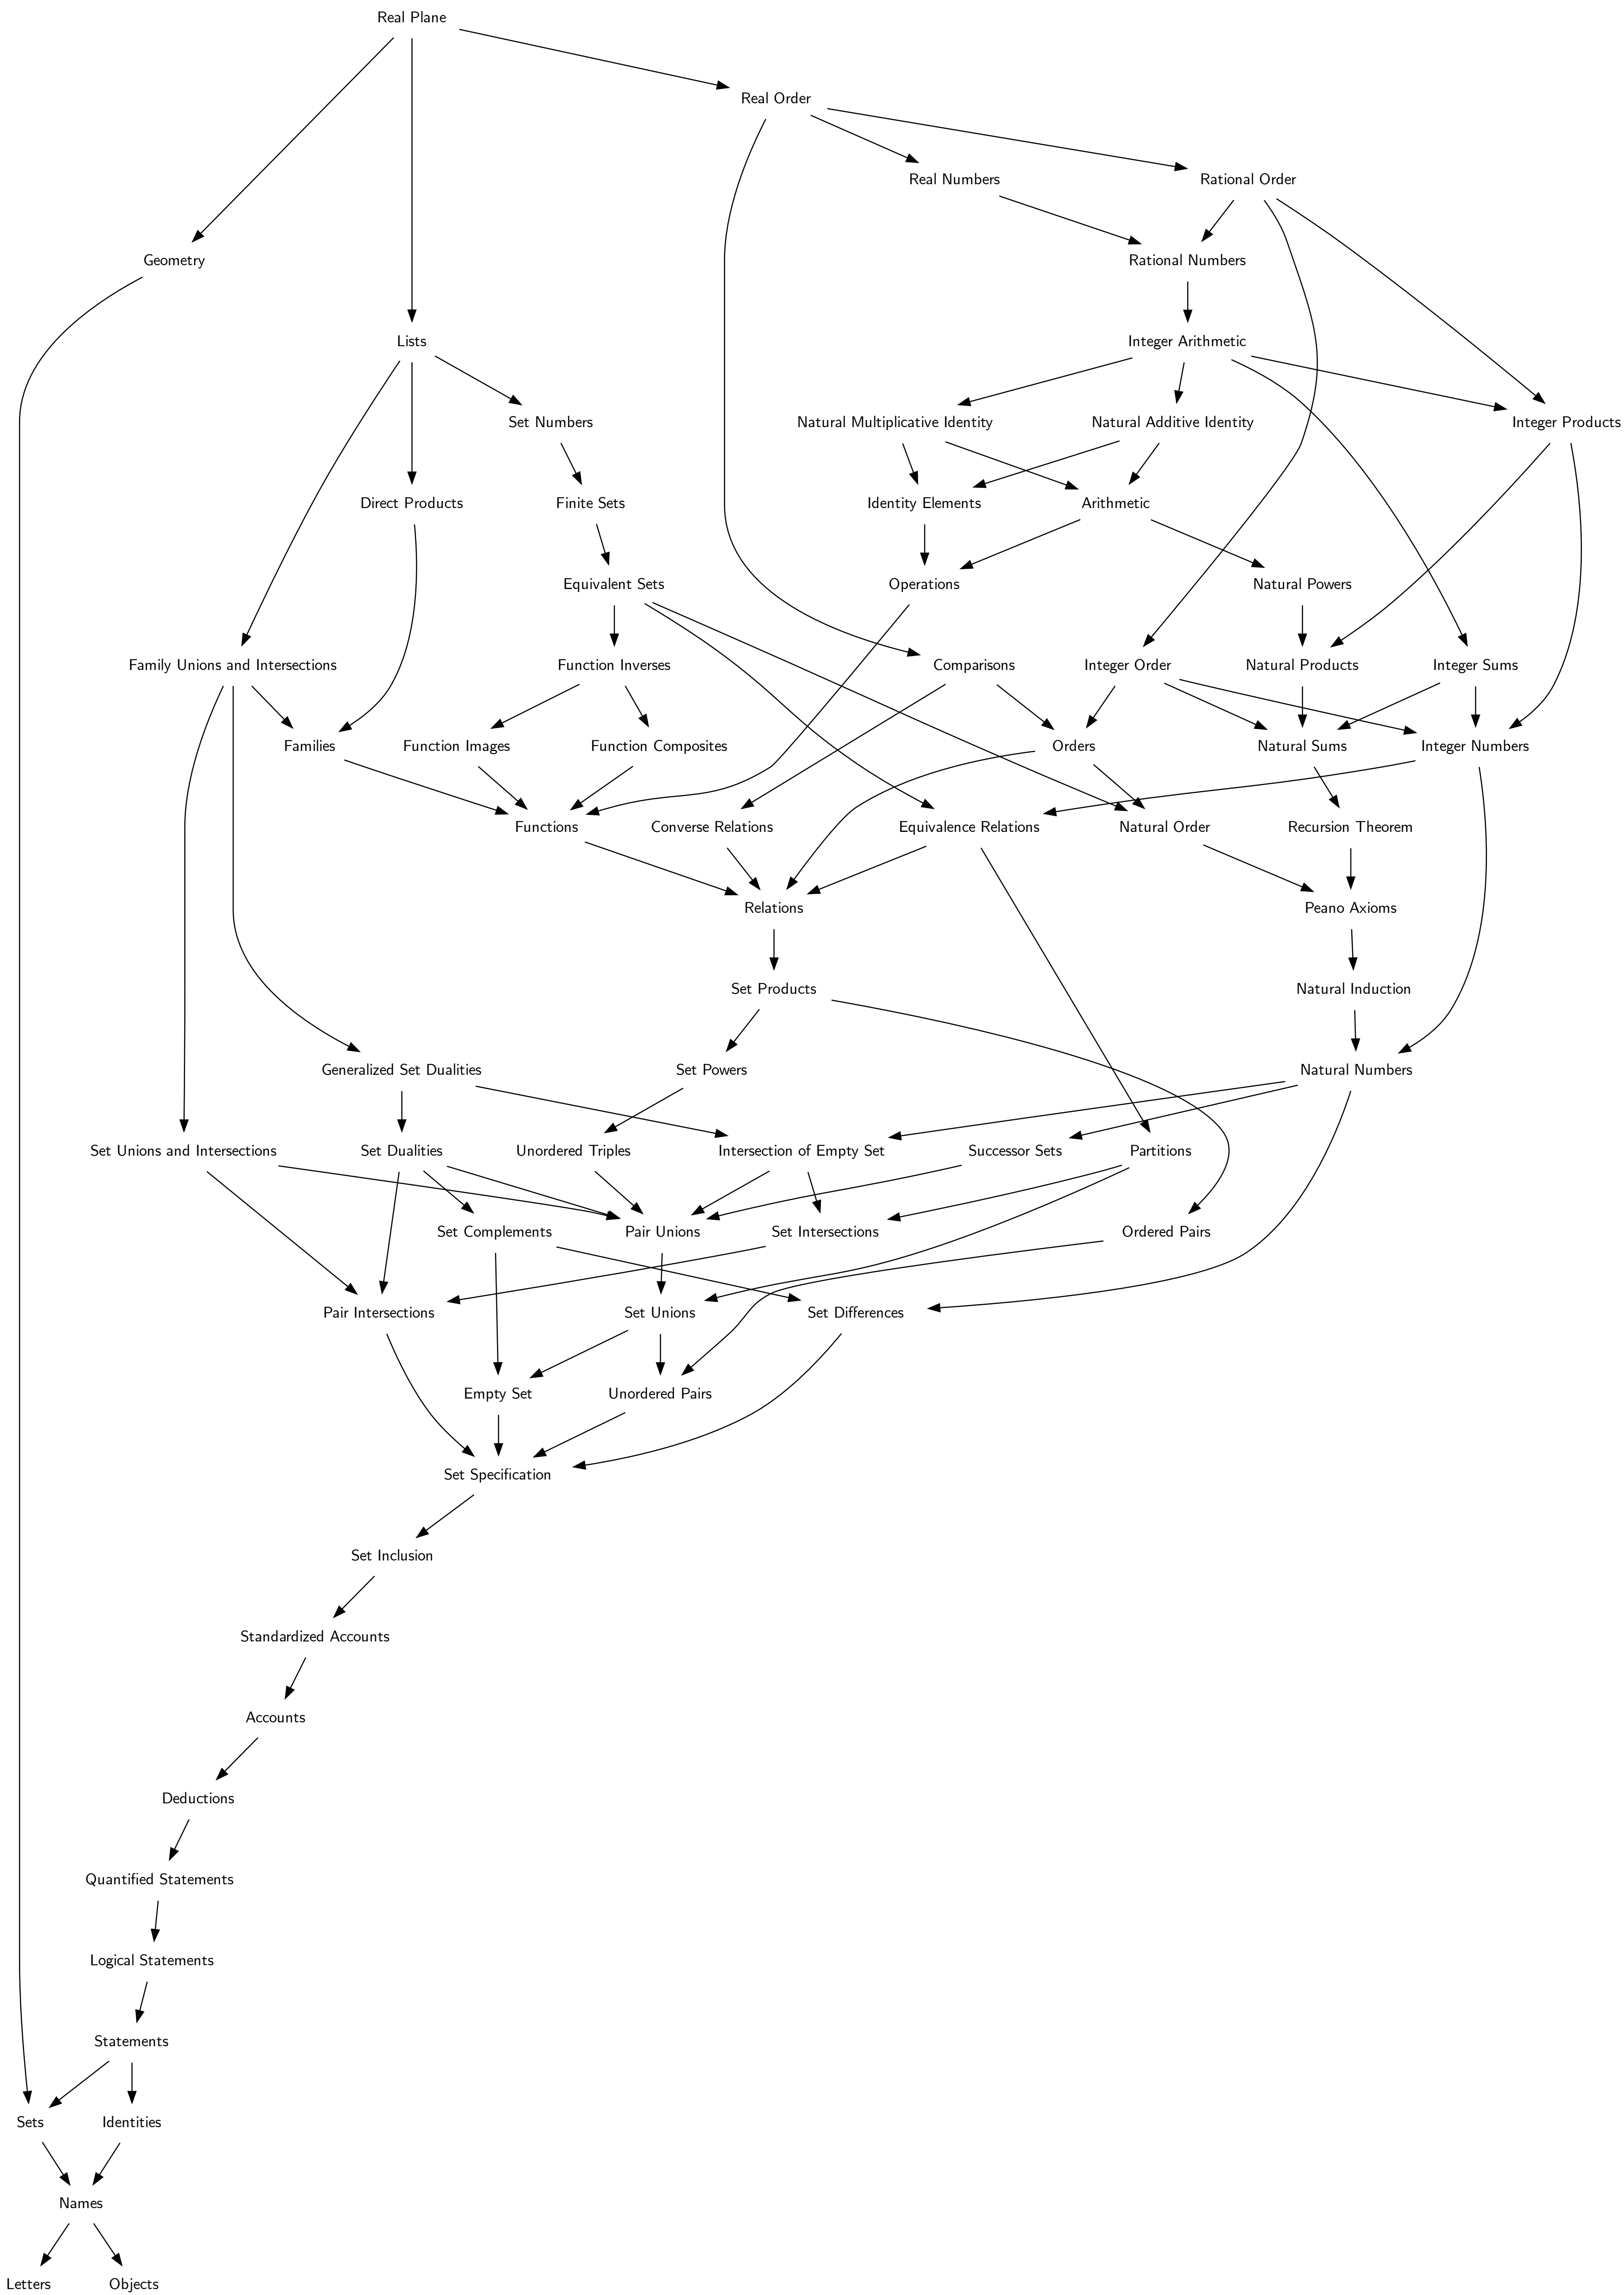 Real Plane
Real Order
Real Numbers
Rational Order
Geometry
Rational Numbers
Lists
Integer Arithmetic
Set Numbers
Natural Multiplicative Identity
Natural Additive Identity
Integer Products
Direct Products
Finite Sets
Identity Elements
Arithmetic
Equivalent Sets
Operations
Natural Powers
Family Unions and Intersections
Function Inverses
Comparisons
Integer Order
Natural Products
Integer Sums
Families
Function Images
Function Composites
Orders
Natural Sums
Integer Numbers
Functions
Converse Relations
Equivalence Relations
Natural Order
Recursion Theorem
Relations
Peano Axioms
Set Products
Natural Induction
Generalized Set Dualities
Set Powers
Natural Numbers
Set Unions and Intersections
Set Dualities
Unordered Triples
Intersection of Empty Set
Successor Sets
Partitions
Set Complements
Pair Unions
Set Intersections
Ordered Pairs
Pair Intersections
Set Unions
Set Differences
Empty Set
Unordered Pairs
Set Specification
Set Inclusion
Standardized Accounts
Accounts
Deductions
Quantified Statements
Logical Statements
Statements
Sets
Identities
Names
Letters
Objects